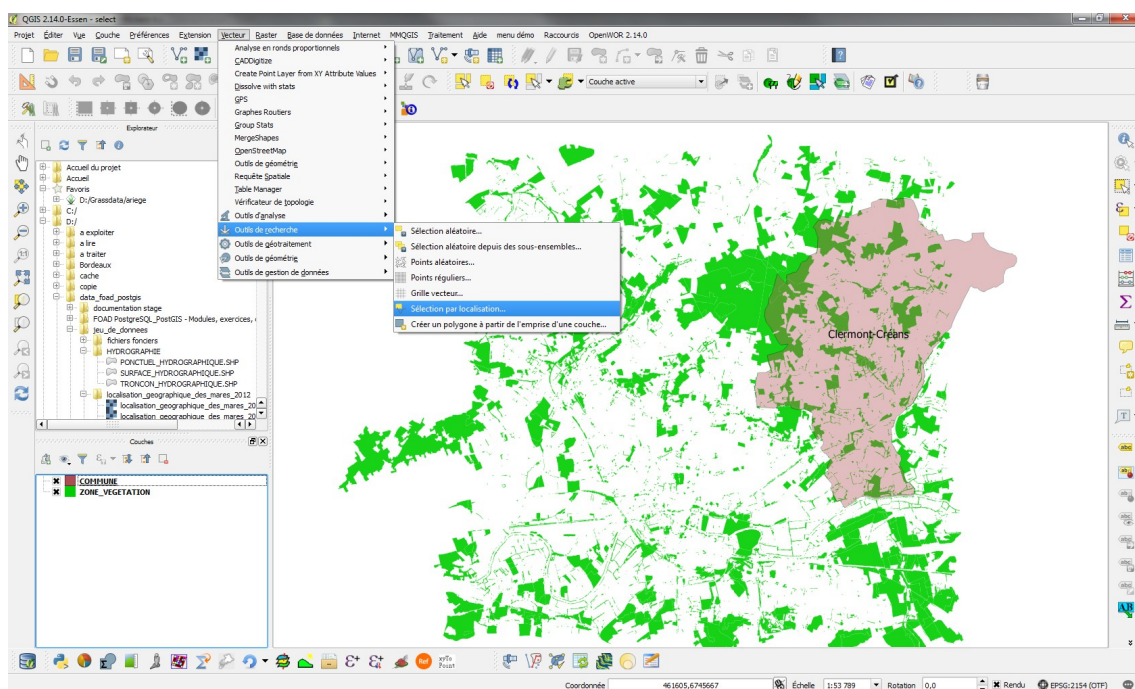 QGIS 2.14.0-Essen - select
Projet Éditer Vue Couche Préférences Extension Vecteur Raster Base de données Internet MMQGIS Traitement Aide menu démo Raccourcis OpenWOR 2.14.0
Analyse en ronds proportionnels
CADDigitize
Create Point Layer from XY Attribute Values
Dissolve with stats
GPS
Graphes Routiers
Group Stats
MergeShapes
OpenStreetMap
Outils de géométrie
Requête Spatiale
Table Manager
Vérificateur de topologie
Outils d'analyse
Outils de recherche
Outils de géotraitement
Outils de géométrie
Outils de gestion de données
Sélection aléatoire...
Sélection aléatoire depuis des sous-ensembles...
Points aléatoires...
Points réguliers...
Grille vecteur...
Sélection par localisation...
Créer un polygone à partir de l'emprise d'une couche...
Couche active
Explorateur
Accueil du projet
Accueil
Favoris
D:/Grassdata/ariege
C:/
D:/
a exploiter
a lire
a traiter
Bordeaux
cache
copie
data_foad_postgis
documentation stage
FOAD PostgreSQL_PostGIS - Modules, exercices,
jeu_de_donnees
fichiers fonciers
HYDROGRAPHIE
PONCTUEL_HYDROGRAPHIQUE.SHP
SURFACE_HYDROGRAPHIQUE.SHP
TRONCON_HYDROGRAPHIQUE.SHP
localisation_geographique_des_mares_2012
localisation_geographique_des_mares_20
localisation_geographique_des_mares_20
Couches
COMMUNE
ZONE_VEGETATION
Clermont-Créans
abc
abc
T
AB
Ref
xyTo Point
Coordonnée 461605,6745667 Échelle 1:53 789 Rotation 0,0 Rendu EPSG:2154 (OTF)